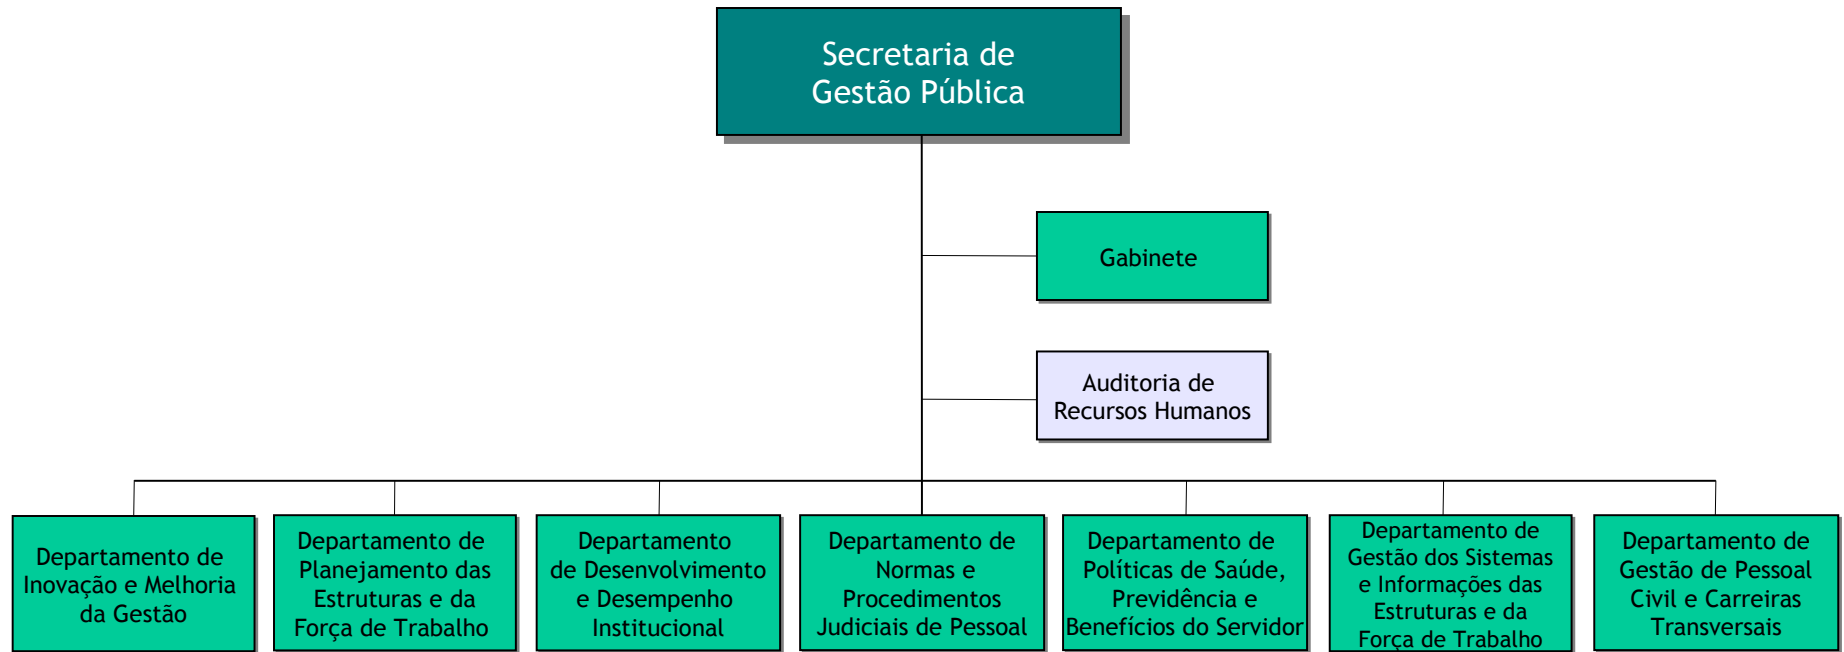 Secretaria de
Gestão Pública
Gabinete
Auditoria de
Recursos Humanos
Departamento de
Inovação e Melhoria
da Gestão
Departamento de
Planejamento das
Estruturas e da
Força de Trabalho
Departamento
de Desenvolvimento
e Desempenho
Institucional
Departamento de
Normas e
Procedimentos
Judiciais de Pessoal
Departamento de
Políticas de Saúde,
Previdência e
Benefícios do Servidor
Departamento de
Gestão dos Sistemas
e Informações das
Estruturas e da
Força de Trabalho
Departamento de
Gestão de Pessoal
Civil e Carreiras
Transversais